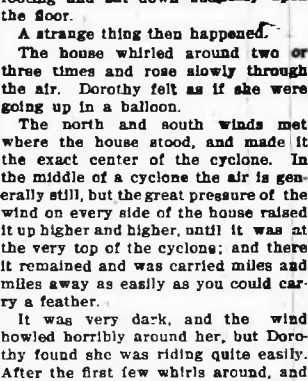 footing and sat down suddenly upon
the floor.
A strange thing then happened.
The house whirled around two or
three times and rose slowly through
the air. Dorothy felt as if she were
going up in a balloon.
The north and south winds met
where the house stood, and made it
the exact center of the cyclone. In
the middle of a cyclone the air is gen-
erally still, but the great pressure of the
wind on every side of the house raised
it up higher and higher, until it was at
the very top of the cyclone; and there
it remained and was carried miles and
miles away as easily as you could car-
ry a feather.
It was very dark, and the wind
howled horribly around her, but Doro-
thy found she was riding quite easily.
After the first few whirls around, and